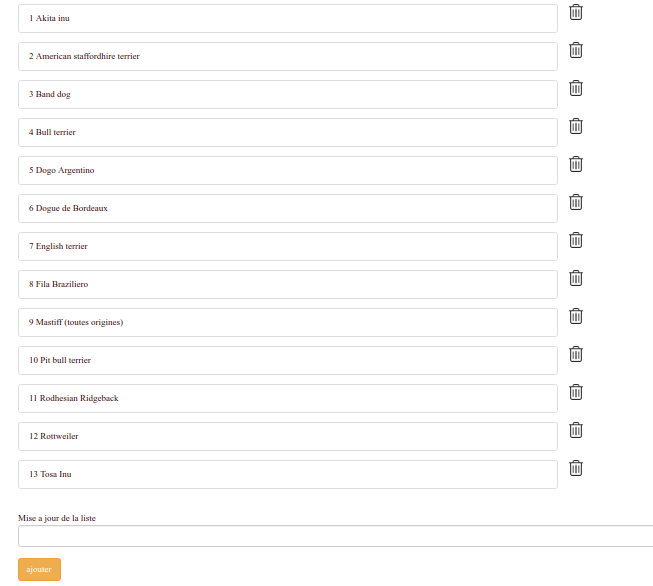 1 Akita inu
2 American staffordhire terrier
3 Band dog
4 Bull terrier
5 Dogo Argentino
6 Dogue de Bordeaux
7 English terrier
8 Fila Braziliero
9 Mastiff (toutes origines)
10 Pit bull terrier
11 Rodhesian Ridgeback
12 Rottweiler
13 Tosa Inu
Mise a jour de la liste
ajouter